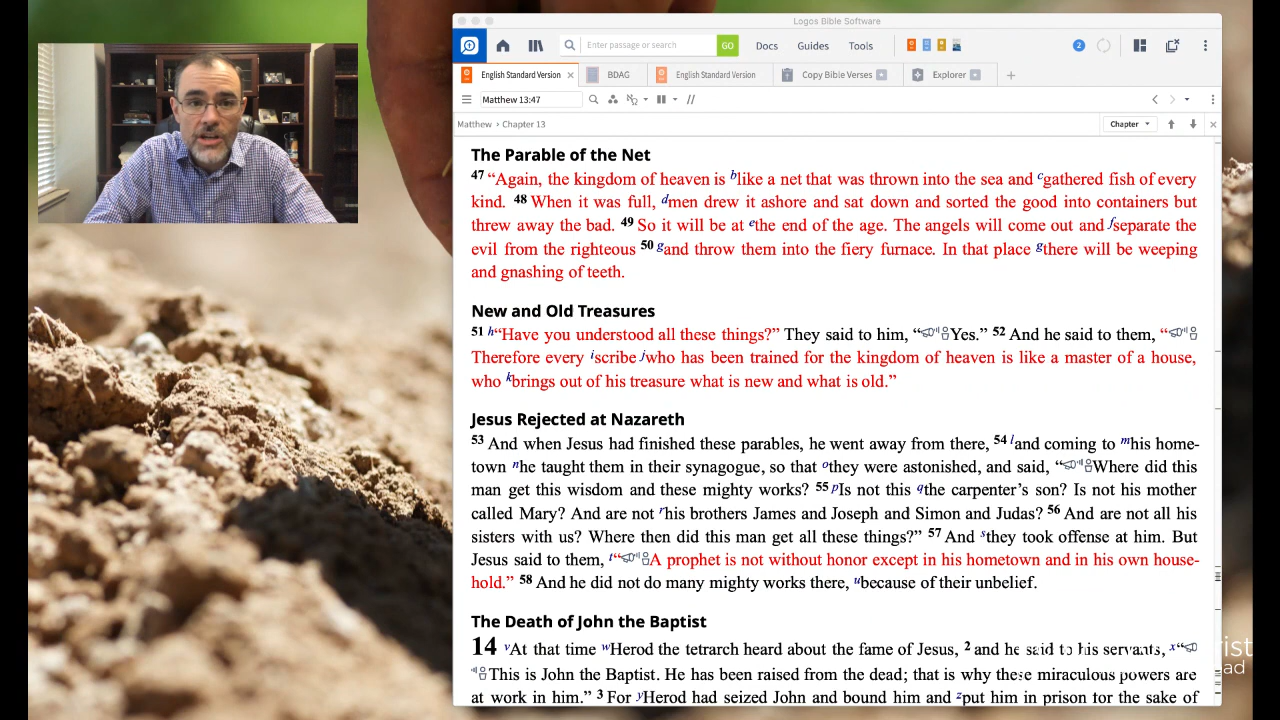 Logos Bible Software
Enter passage or search
GO
Docs
Guides
Tools
2
English Standard Version
BDAG
English Standard Version
Copy Bible Verses
Explorer
Matthew 13:47
Matthew › Chapter 13
Chapter
The Parable of the Net
47 “Again, the kingdom of heaven is b like a net that was thrown into the sea and c gathered fish of every
kind. 48 When it was full, d men drew it ashore and sat down and sorted the good into containers but
threw away the bad. 49 So it will be at e the end of the age. The angels will come out and f separate the
evil from the righteous 50 g and throw them into the fiery furnace. In that place g there will be weeping
and gnashing of teeth.
New and Old Treasures
51 h “Have you understood all these things?” They said to him, “Yes.” 52 And he said to them, “
Therefore every i scribe j who has been trained for the kingdom of heaven is like a master of a house,
who k brings out of his treasure what is new and what is old.”
Jesus Rejected at Nazareth
53 And when Jesus had finished these parables, he went away from there, 54 l and coming to m his home-
town n he taught them in their synagogue, so that o they were astonished, and said, “Where did this
man get this wisdom and these mighty works? 55 p Is not this q the carpenter’s son? Is not his mother
called Mary? And are not r his brothers James and Joseph and Simon and Judas? 56 And are not all his
sisters with us? Where then did this man get all these things?” 57 And s they took offense at him. But
Jesus said to them, t “A prophet is not without honor except in his hometown and in his own house-
hold.” 58 And he did not do many mighty works there, u because of their unbelief.
The Death of John the Baptist
14 v At that time w Herod the tetrarch heard about the fame of Jesus, 2 and he said to his servants, x “
This is John the Baptist. He has been raised from the dead; that is why these miraculous powers are
at work in him.” 3 For y Herod had seized John and bound him and z put him in prison for the sake of
rist
ad